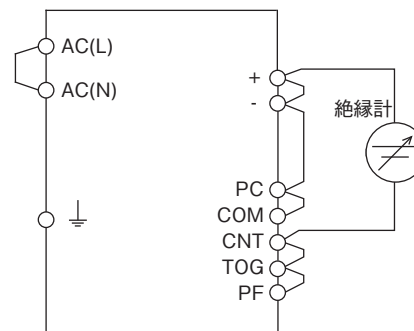 AC(L)
AC(N)
+
-
絶縁計
PC
COM
CNT
TOG
PF